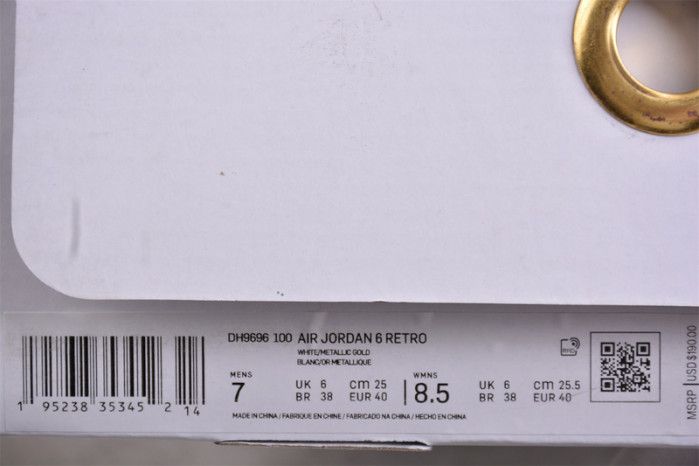 DH9696 100 AIR JORDAN 6 RETRO
WHITE/METALLIC GOLD
BLANC/OR METALLIQUE
MENS
7
UK 6 cm 25
BR 38 EUR 40
WMNS
8.5
UK 6 cm 25.5
BR 38 EUR 40
MADE IN CHINA / FABRIQUE EN CHINE / FABRICADO NA CHINA / HECHO EN CHINA
1 95238 35345 2 14
RFID
MSRP USD $190.00